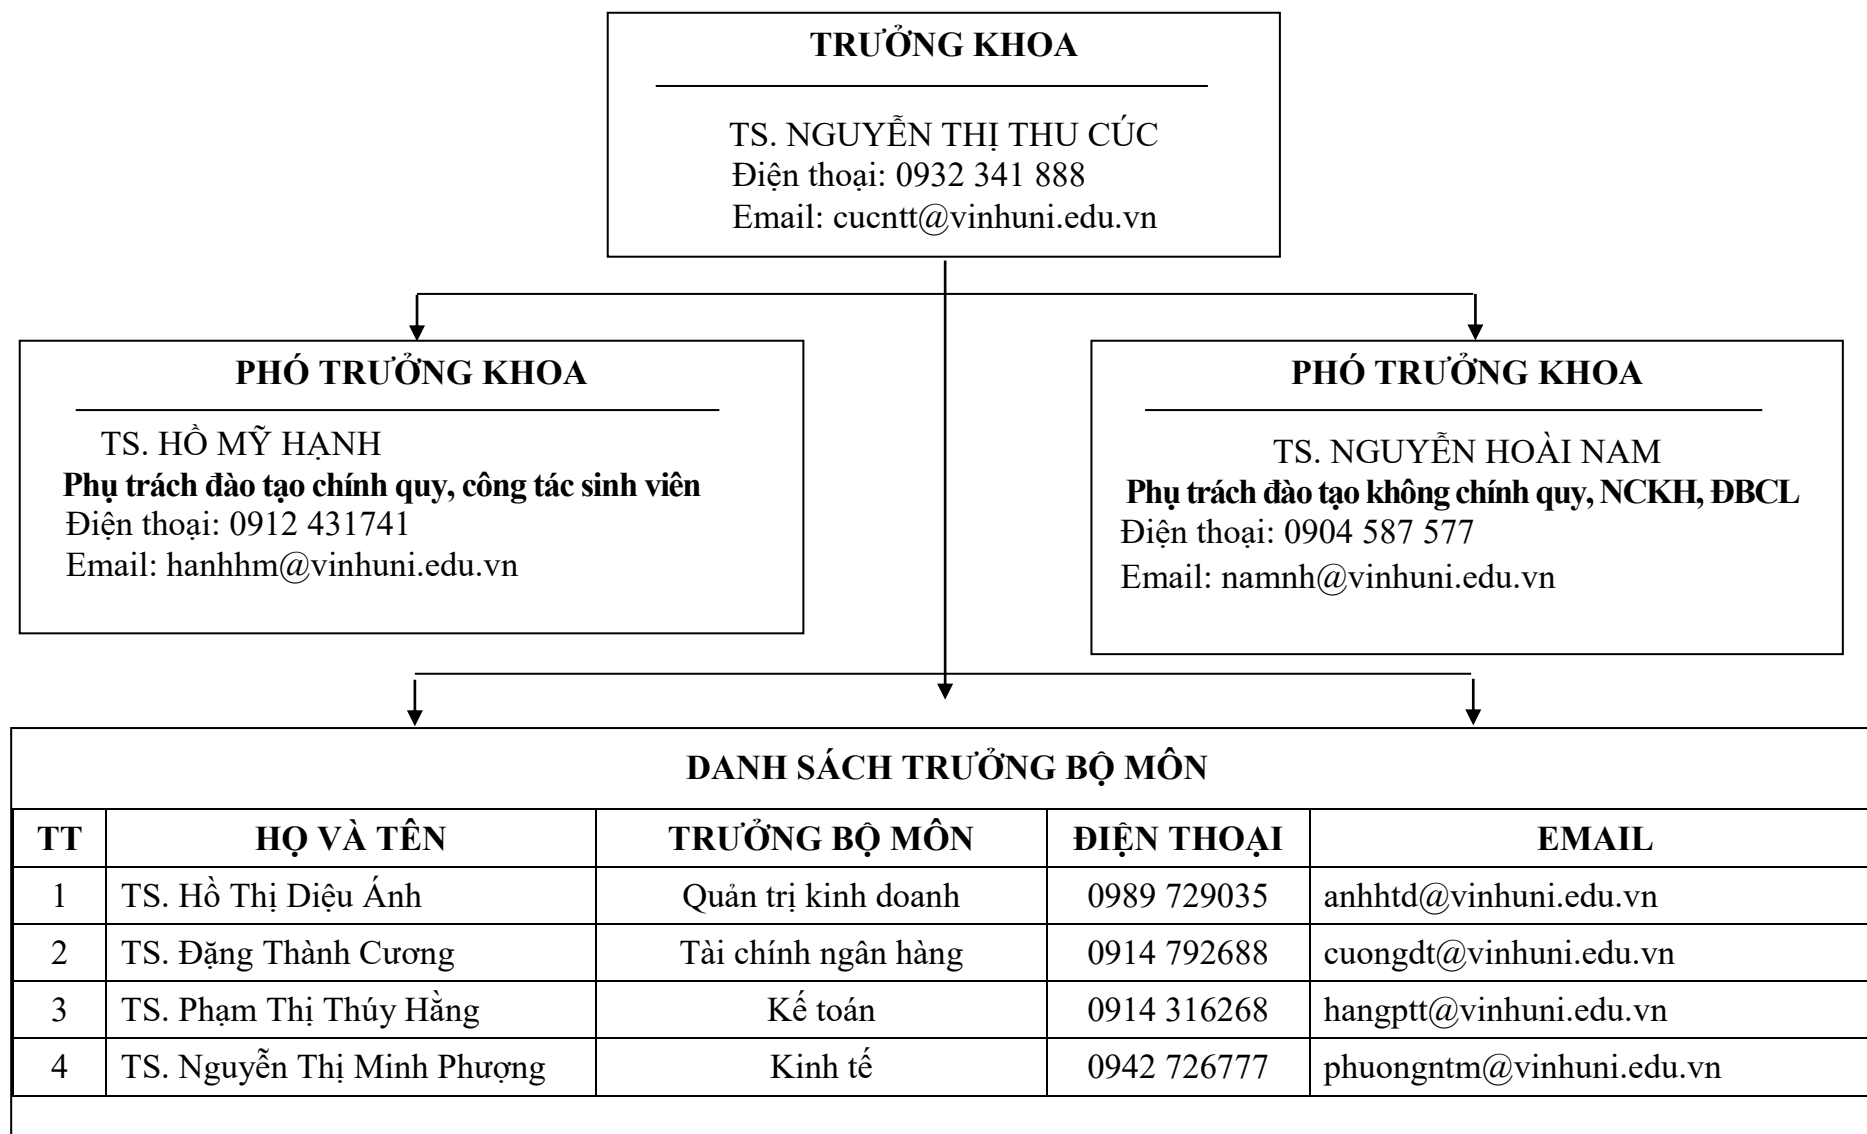 TRƯỞNG KHOA
TS. NGUYỄN THỊ THU CÚC
Điện thoại: 0932 341 888
Email: cucntt@vinhuni.edu.vn
PHÓ TRƯỞNG KHOA
TS. HỒ MỸ HẠNH
Phụ trách đào tạo chính quy, công tác sinh viên
Điện thoại: 0912 431741
Email: hanhhm@vinhuni.edu.vn
PHÓ TRƯỞNG KHOA
TS. NGUYỄN HOÀI NAM
Phụ trách đào tạo không chính quy, NCKH, ĐBCL
Điện thoại: 0904 587 577
Email: namnh@vinhuni.edu.vn
DANH SÁCH TRƯỞNG BỘ MÔN
TT HỌ VÀ TÊN TRƯỞNG BỘ MÔN ĐIỆN THOẠI EMAIL
1 TS. Hồ Thị Diệu Ánh Quản trị kinh doanh 0989 729035 anhhtd@vinhuni.edu.vn
2 TS. Đặng Thành Cương Tài chính ngân hàng 0914 792688 cuongdt@vinhuni.edu.vn
3 TS. Phạm Thị Thúy Hằng Kế toán 0914 316268 hangptt@vinhuni.edu.vn
4 TS. Nguyễn Thị Minh Phượng Kinh tế 0942 726777 phuongntm@vinhuni.edu.vn